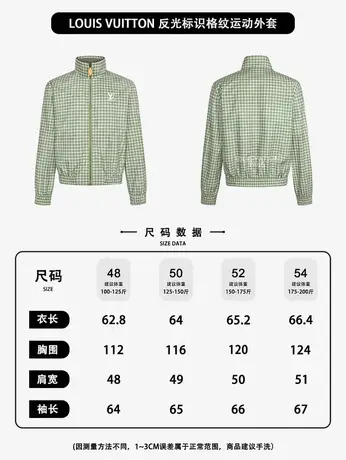 LOUIS VUITTON 反光标识格纹运动外套
尺码数据
SIZE DATA
尺码 48 50 52 54
SIZE 建议体重 建议体重 建议体重 建议体重
100-125斤 125-150斤 150-175斤 175-200斤
衣长 62.8 64 65.2 66.4
胸围 112 116 120 124
肩宽 48 49 50 51
袖长 64 65 66 67
(因测量方法不同，1~3CM误差属于正常范围，商品建议手洗)